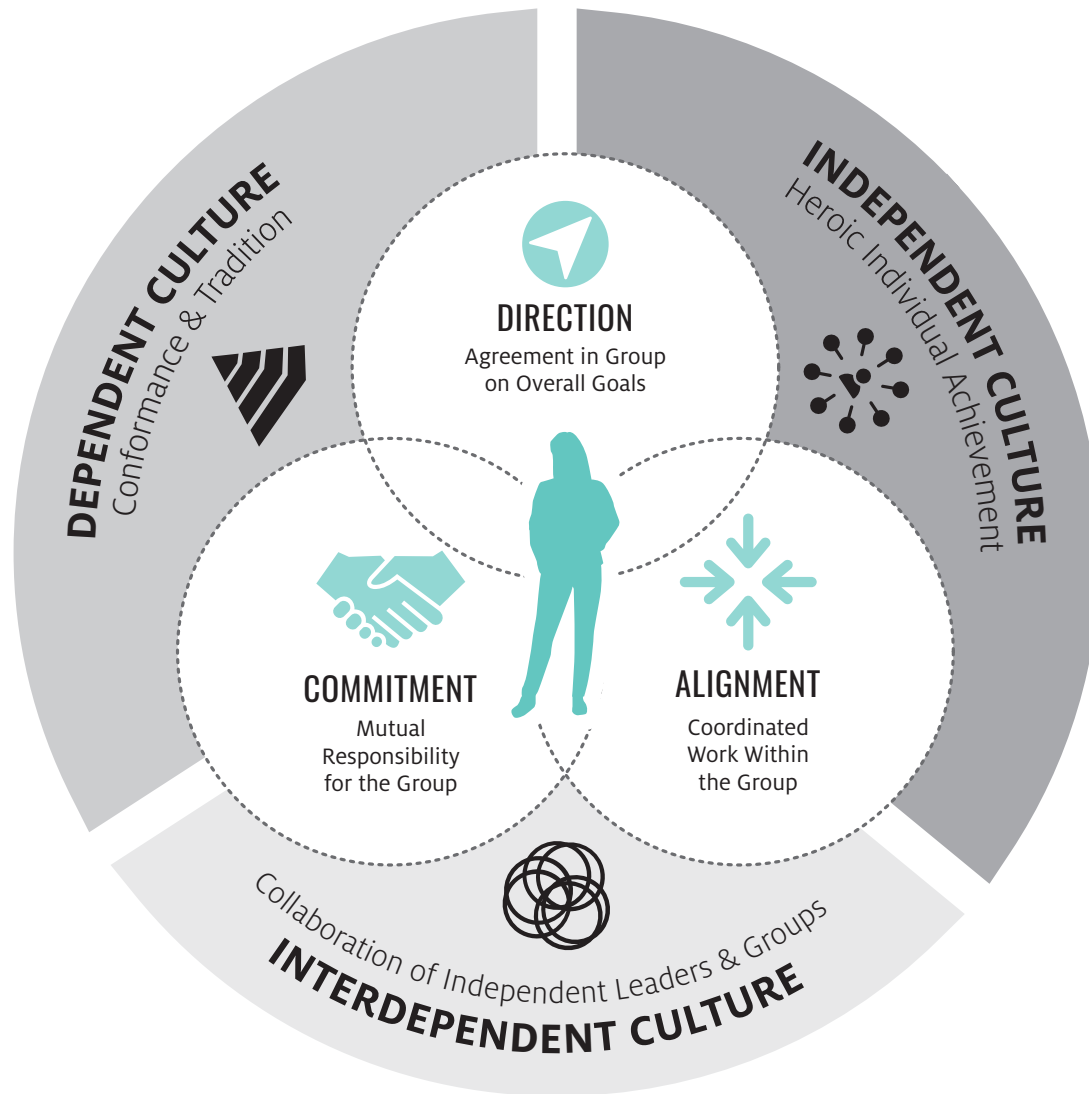 DEPENDENT CULTURE
Conformance & Tradition
INDEPENDENT CULTURE
Heroic Individual Achievement
DIRECTION
Agreement in Group
on Overall Goals
COMMITMENT
Mutual
Responsibility
for the Group
ALIGNMENT
Coordinated
Work Within
the Group
Collaboration of Independent Leaders & Groups
INTERDEPENDENT CULTURE